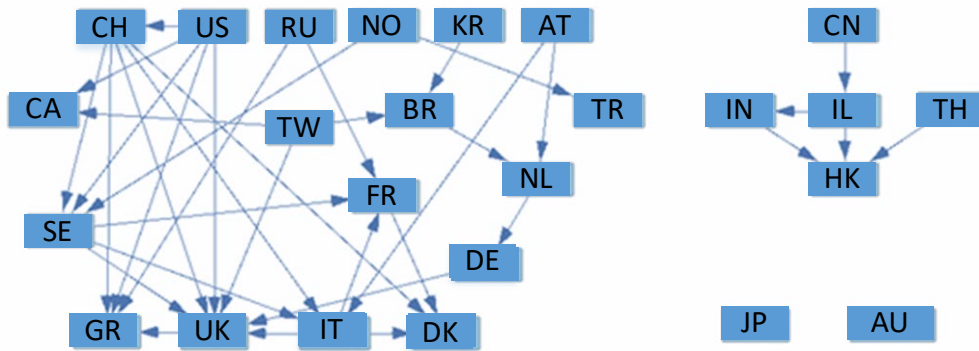 CH US RU NO KR AT CN
CA TW BR TR IN IL TH
FR NL HK
SE DE
GR UK IT DK JP AU